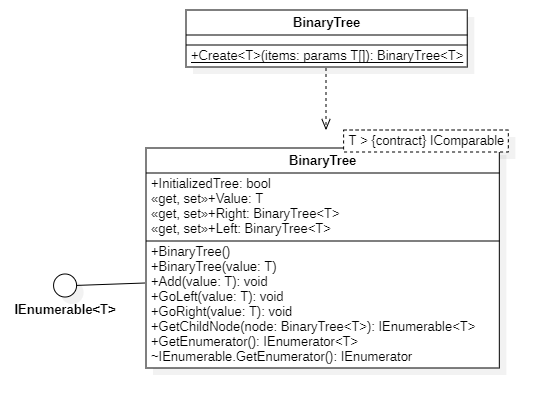 BinaryTree
+Create<T>(items: params T[]): BinaryTree<T>
T > {contract} IComparable
BinaryTree
+InitializedTree: bool
«get, set»+Value: T
«get, set»+Right: BinaryTree<T>
«get, set»+Left: BinaryTree<T>
+BinaryTree()
+BinaryTree(value: T)
+Add(value: T): void
+GoLeft(value: T): void
+GoRight(value: T): void
+GetChildNode(node: BinaryTree<T>): IEnumerable<T>
+GetEnumerator(): IEnumerator<T>
~IEnumerable.GetEnumerator(): IEnumerator
IEnumerable<T>